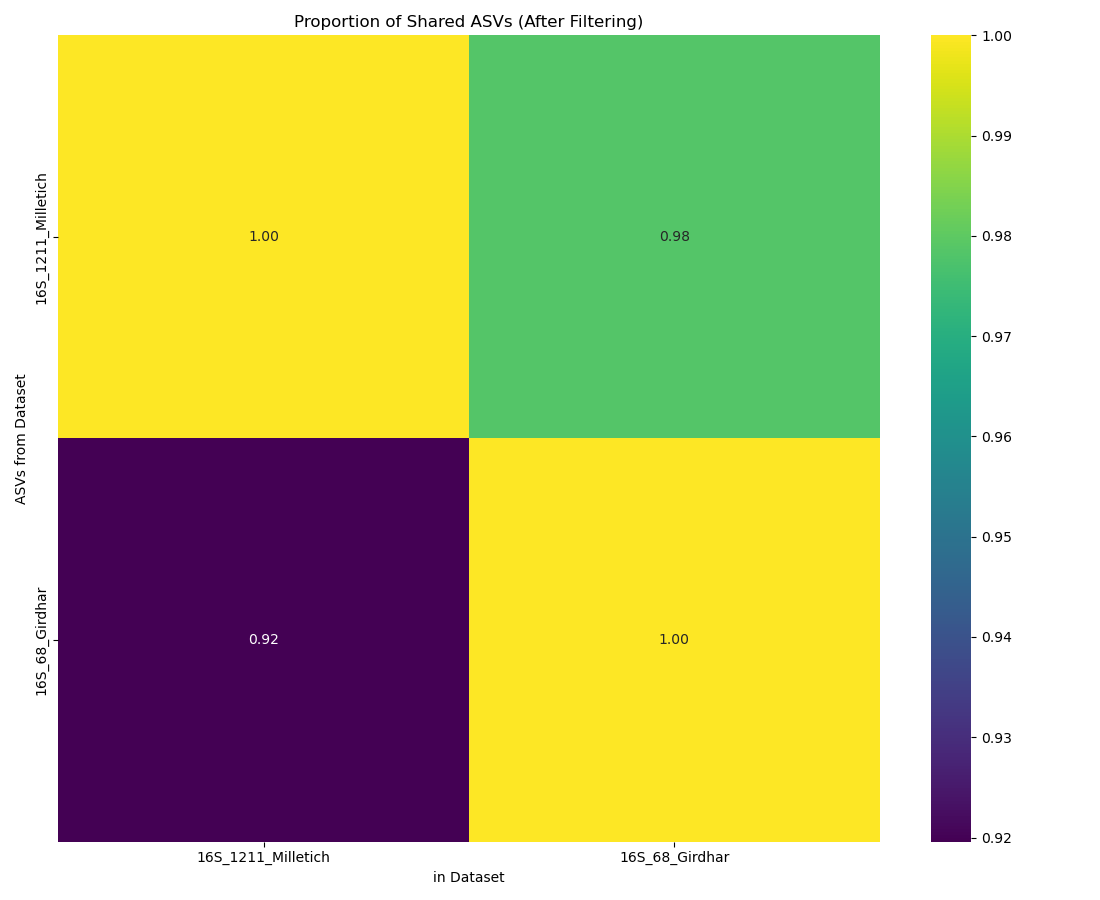 Proportion of Shared ASVs (After Filtering)
ASVs from Dataset
16S_1211_Milletich
16S_68_Girdhar
1.00
0.98
0.92
1.00
16S_1211_Milletich
16S_68_Girdhar
in Dataset
1.00
0.99
0.98
0.97
0.96
0.95
0.94
0.93
0.92